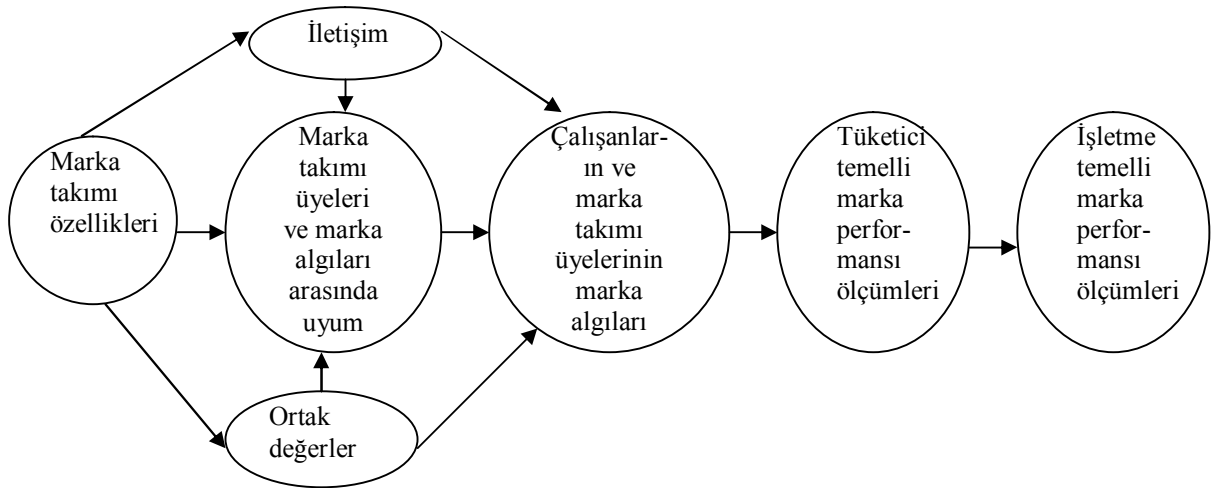 İletişim
Marka
takımı
özellikleri
Marka
takımı
üyeleri
ve marka
algıları
arasında
uyum
Ortak
değerler
Çalışanlar-
ın ve
marka
takımı
üyelerinin
marka
algıları
Tüketici
temelli
marka
perfor-
mansı
ölçümleri
İşletme
temelli
marka
perfor-
mansı
ölçümleri